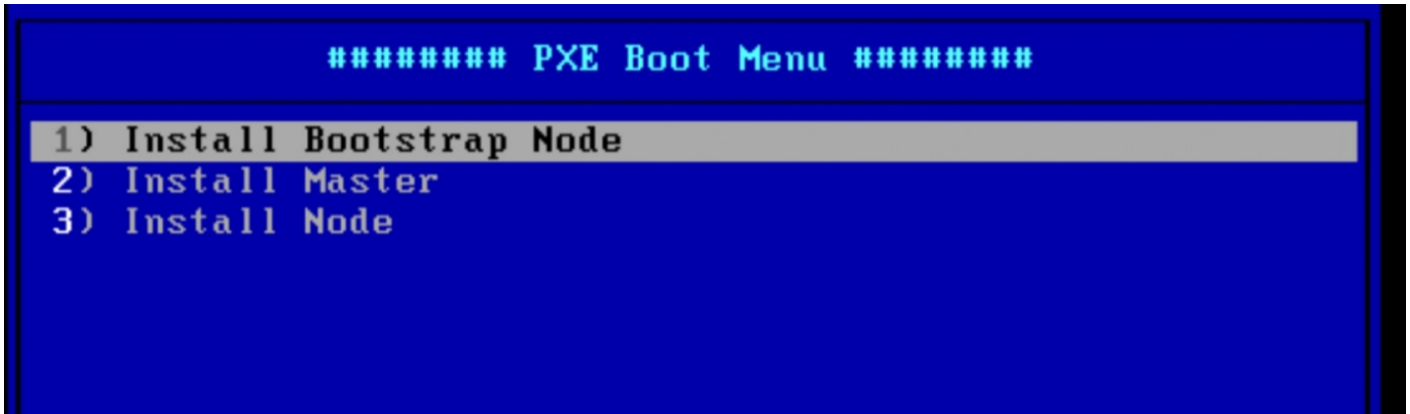 ######## PXE Boot Menu ########
1) Install Bootstrap Node
2) Install Master
3) Install Node